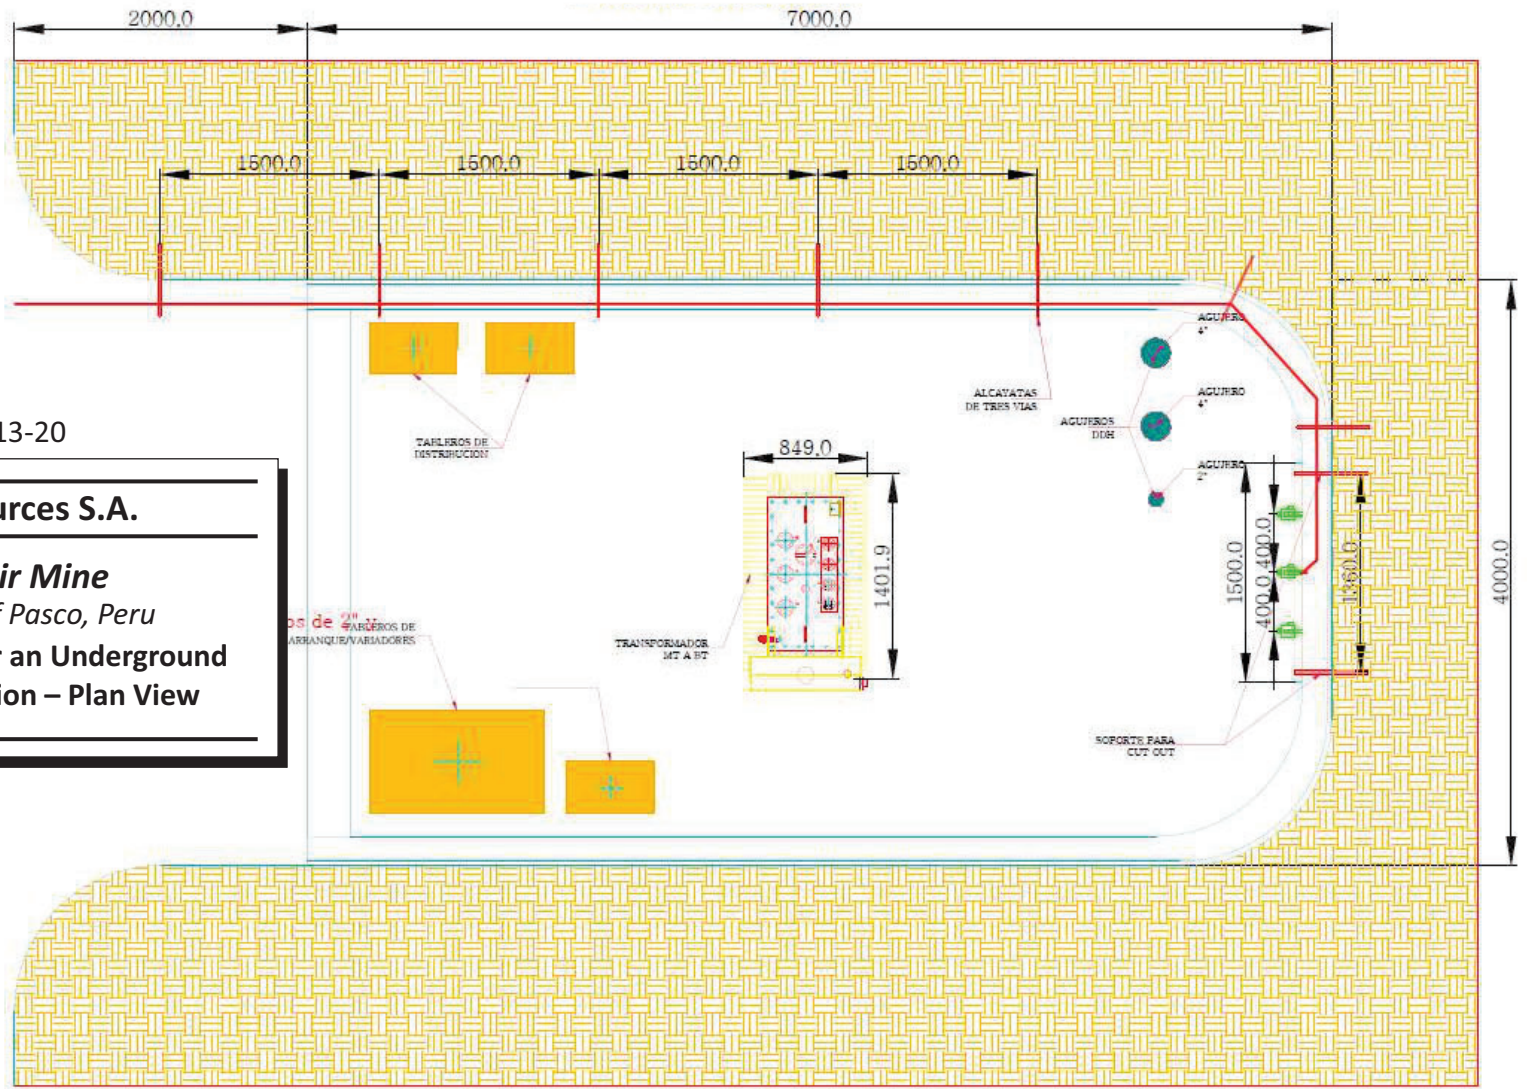 2000.0
7000.0
1500.0
1500.0
1500.0
1500.0
AGUJERO
4"
ALCAYATAS
DE TRES VIAS
AGUJERO
4"
AGUJEROS
DDH
AGUJERO
2"
TABLEROS DE
DISTRIBUCION
13-20
urces S.A.
ir Mine
f Pasco, Peru
r an Underground
ion – Plan View
849.0
1401.9
1500.0
400.0
400.0
1360.0
4000.0
os de 2" y
TABLEROS DE
ARRANQUE/VARIADORES
TRANSFORMADOR
MT A BT
SOPORTE PARA
CUT OUT